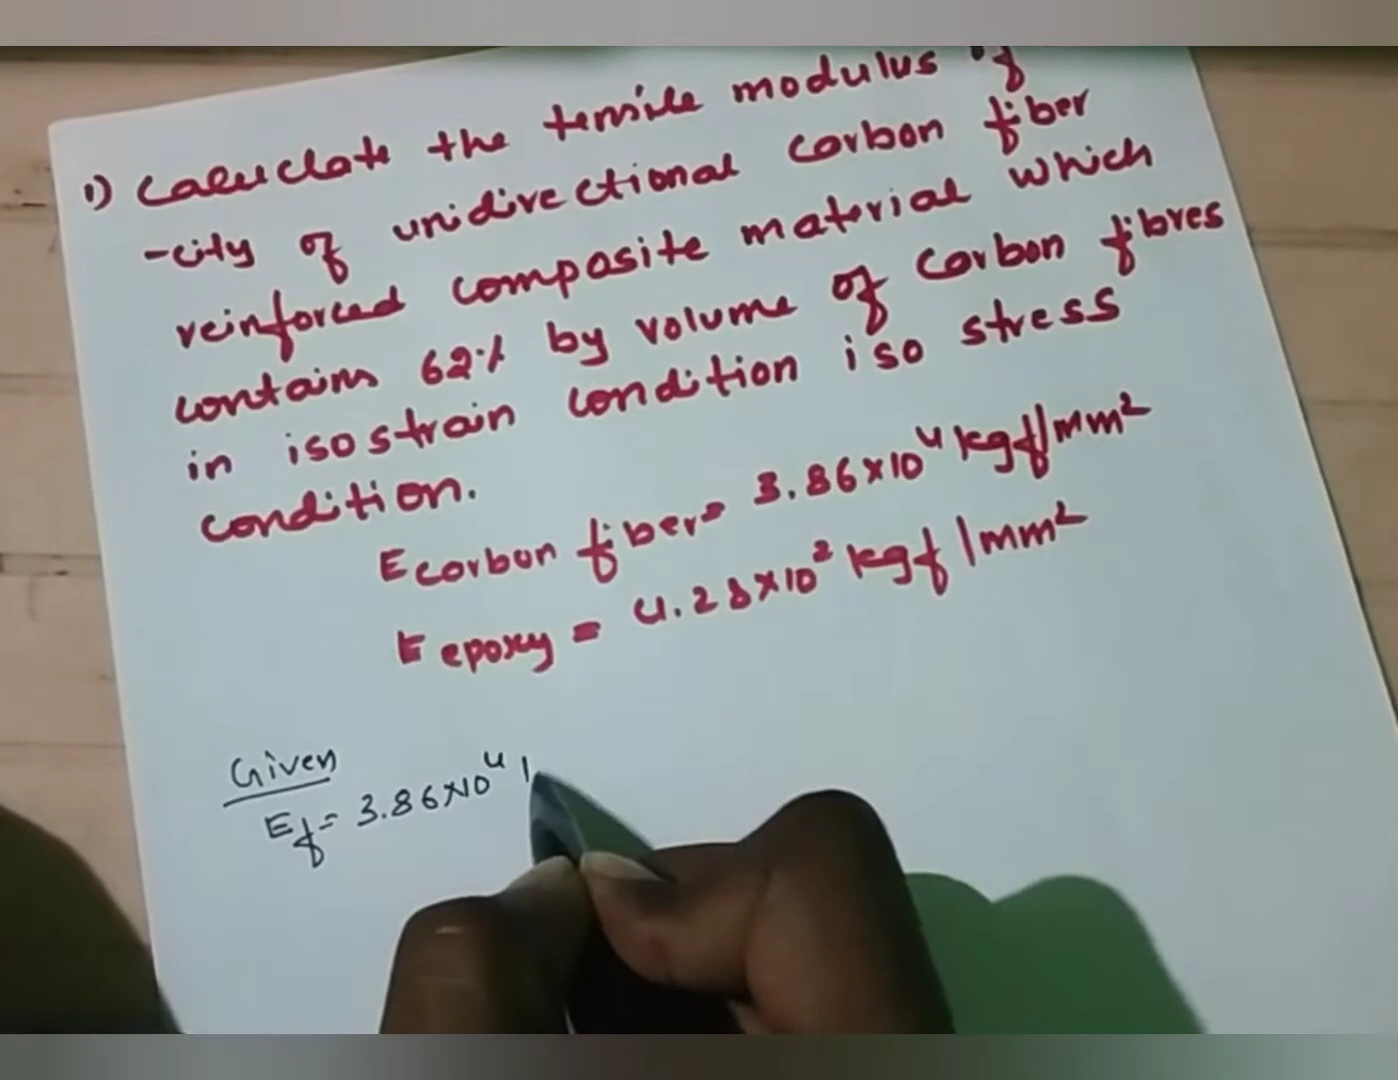 1) Caluclate the tensile modulus of
-city of unidirectional carbon fiber
reinforced composite material which
contains 62% by volume of carbon fibres
in isostrain condition iso stress
condition.
E carbon fiber = 3.86×10⁴ kgf/mm²
E epoxy = 4.28×10² kgf/mm²
Given
Ef = 3.86×10⁴